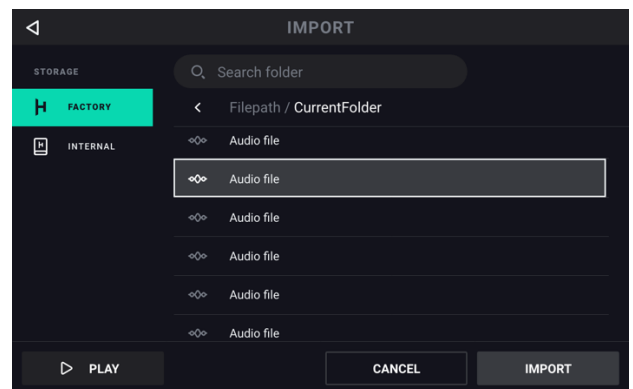 IMPORT
STORAGE
Search folder
FACTORY
Filepath / CurrentFolder
INTERNAL
Audio file
Audio file
Audio file
Audio file
Audio file
Audio file
PLAY
CANCEL
IMPORT